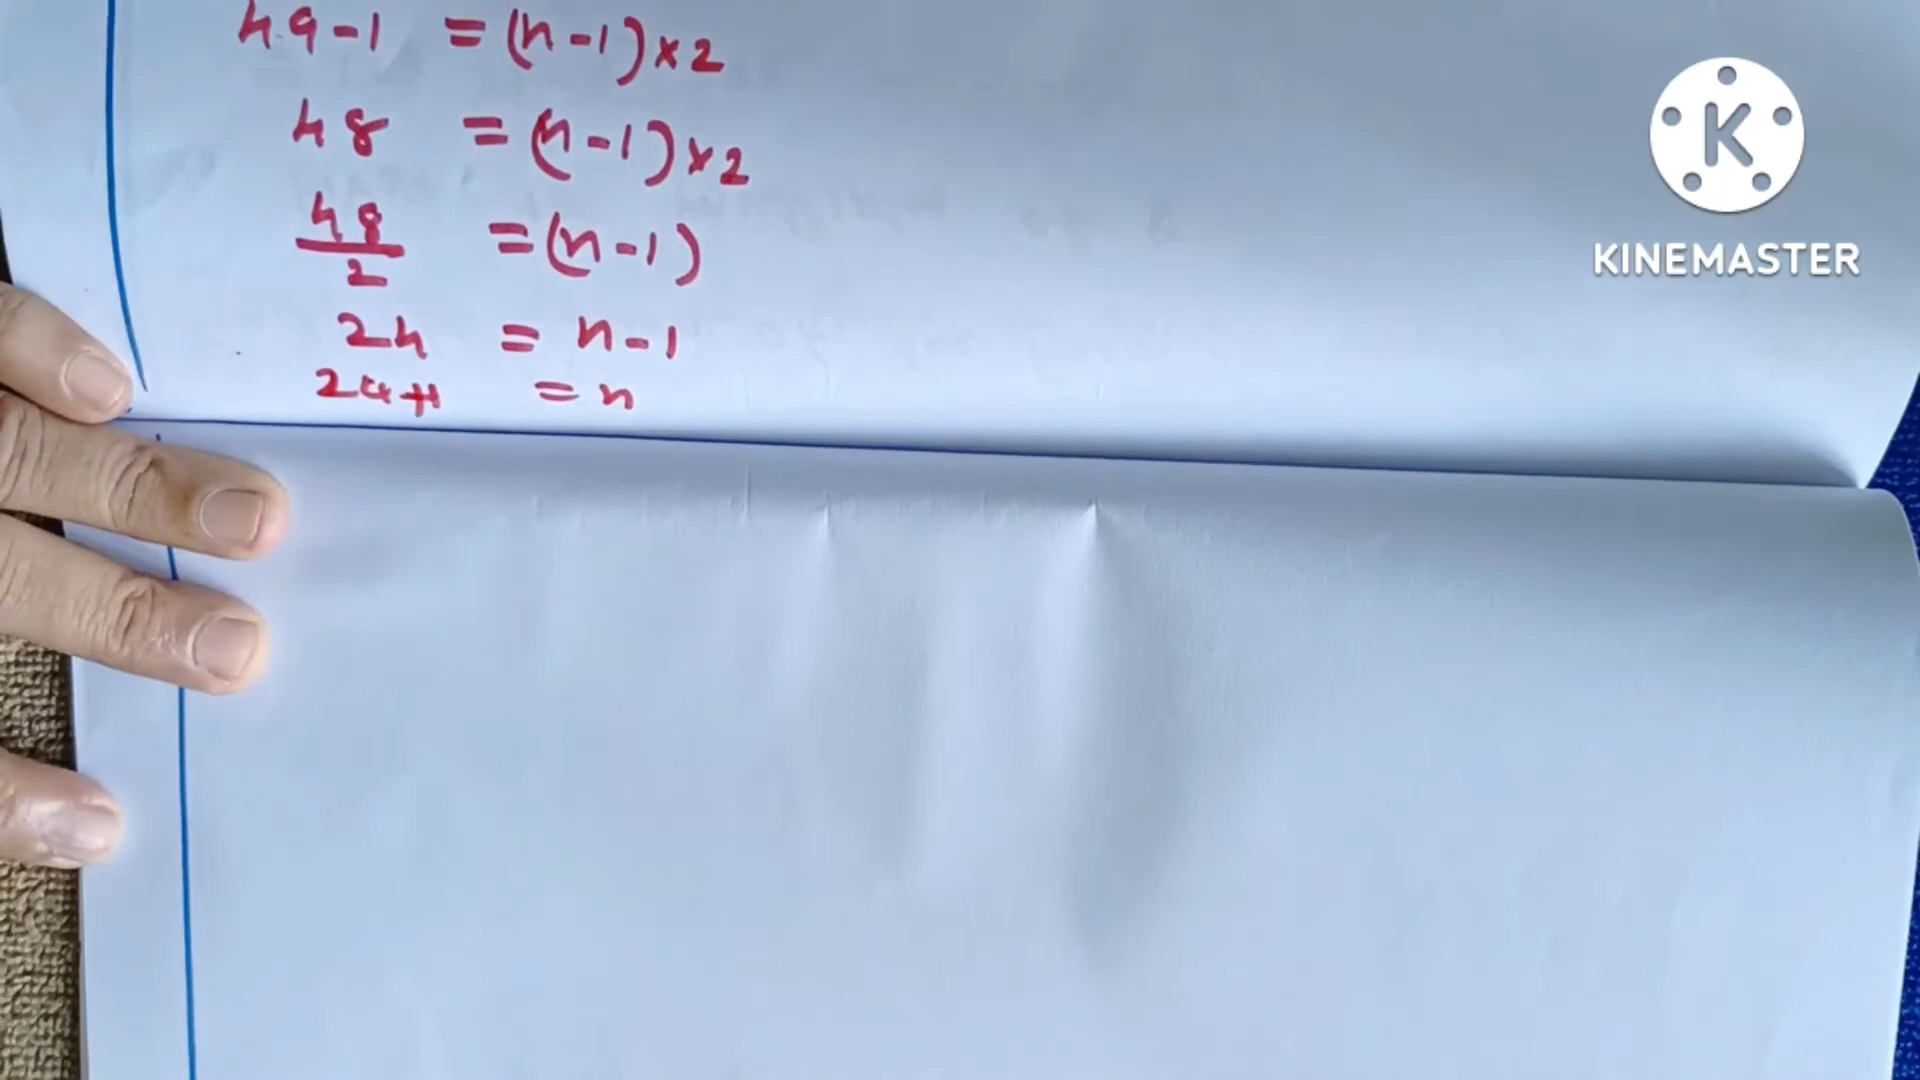 49-1 = (n-1)×2
48 = (n-1)×2
48/2 = (n-1)
24 = n-1
24+1 = n
K
KINEMASTER